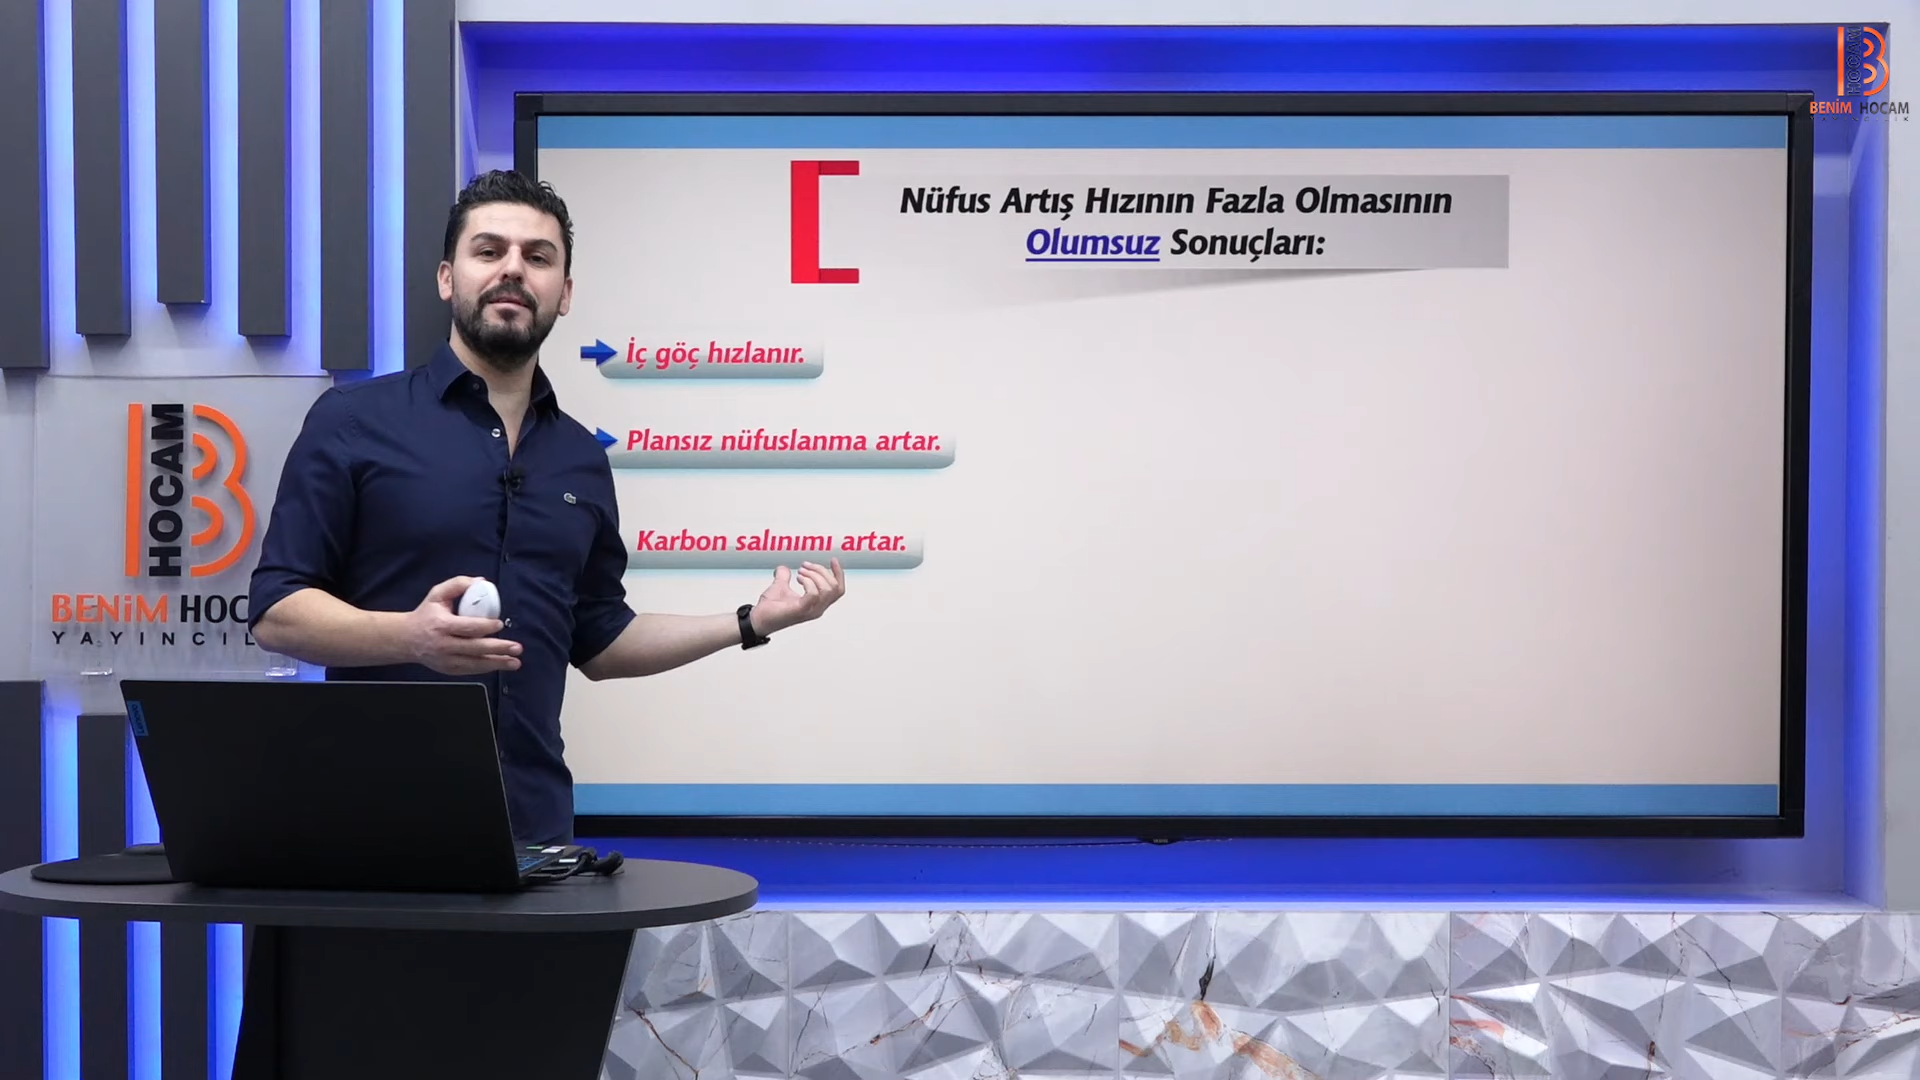 BENİM HOCAM
Nüfus Artış Hızının Fazla Olmasının
Olumsuz Sonuçları:
İç göç hızlanır.
Plansız nüfuslanma artar.
Karbon salınımı artar.
HOCAM
BENiM HOC
YAYINCIL